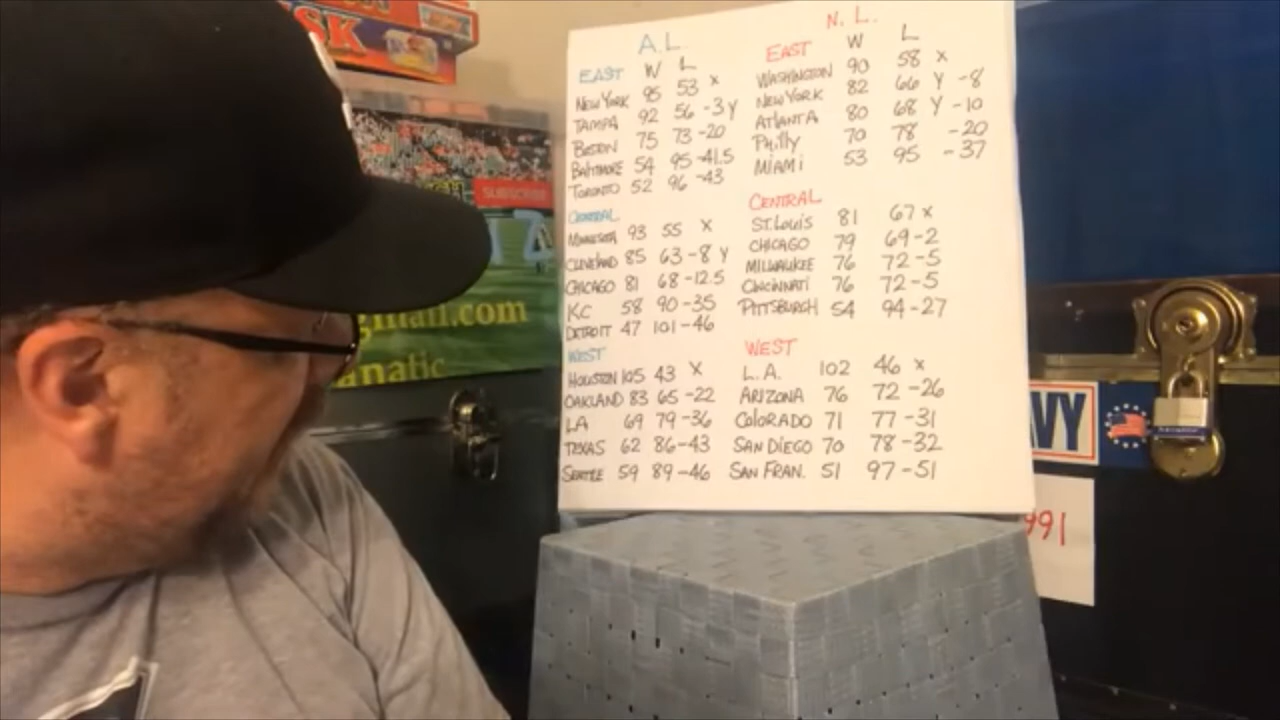 SK
SUBSCRIBE
gmail.com
fanatic
A.L.
EAST W L
NEW YORK 95 53 x
TAMPA 92 56 -3 Y
BOSTON 75 73 -20
BALTIMORE 54 95 -41.5
TORONTO 52 96 -43
CENTRAL
MINNESOTA 93 55 X
CLEVELAND 85 63 -8 Y
CHICAGO 81 68 -12.5
KC 58 90 -35
DETROIT 47 101 -46
WEST
HOUSTON 105 43 X
OAKLAND 83 65 -22
LA 69 79 -36
TEXAS 62 86 -43
SEATTLE 59 89 -46
N.L.
EAST W L
WASHINGTON 90 58 x
NEW YORK 82 66 Y -8
ATLANTA 80 68 Y -10
Philly 70 78 -20
MIAMI 53 95 -37
CENTRAL
ST. LOUIS 81 67 x
CHICAGO 79 69 -2
MILWAUKEE 76 72 -5
CINCINNATI 76 72 -5
PITTSBURGH 54 94 -27
WEST
L.A. 102 46 x
ARIZONA 76 72 -26
COLORADO 71 77 -31
SAN DIEGO 70 78 -32
SAN FRAN. 51 97 -51
VY
991